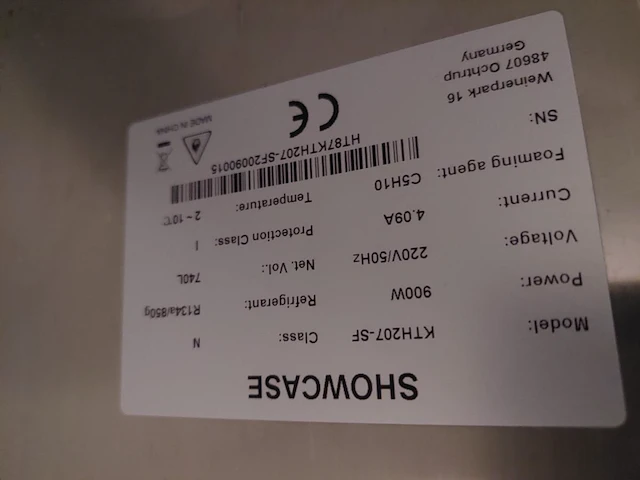 SHOWCASE
Model: KTH207-SF Class: N
Power: 900W Refrigerant: R134a/850g
Voltage: 220V/50Hz Net. Vol.: 740L
Current: 4.09A Protection Class: I
Foaming agent: C5H10 Temperature: 2~10℃
SN:
HT87KTH207-SF20090015
Weinerpark 16
48607 Ochtrup
Germany
CE
MADE IN CHINA